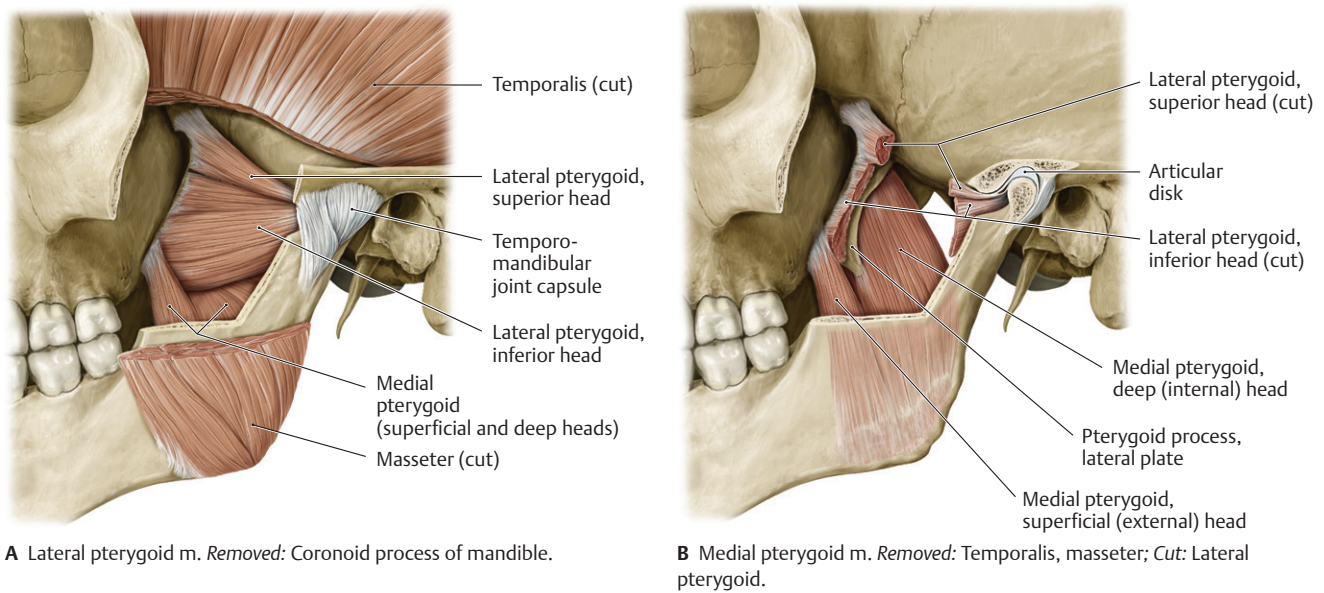 Temporalis (cut)
Lateral pterygoid,
superior head
Temporo-
mandibular
joint capsule
Lateral pterygoid,
inferior head
Medial
pterygoid
(superficial and deep heads)
Masseter (cut)
A Lateral pterygoid m. Removed: Coronoid process of mandible.
Lateral pterygoid,
superior head (cut)
Articular
disk
Lateral pterygoid,
inferior head (cut)
Medial pterygoid,
deep (internal) head
Pterygoid process,
lateral plate
Medial pterygoid,
superficial (external) head
B Medial pterygoid m. Removed: Temporalis, masseter; Cut: Lateral
pterygoid.